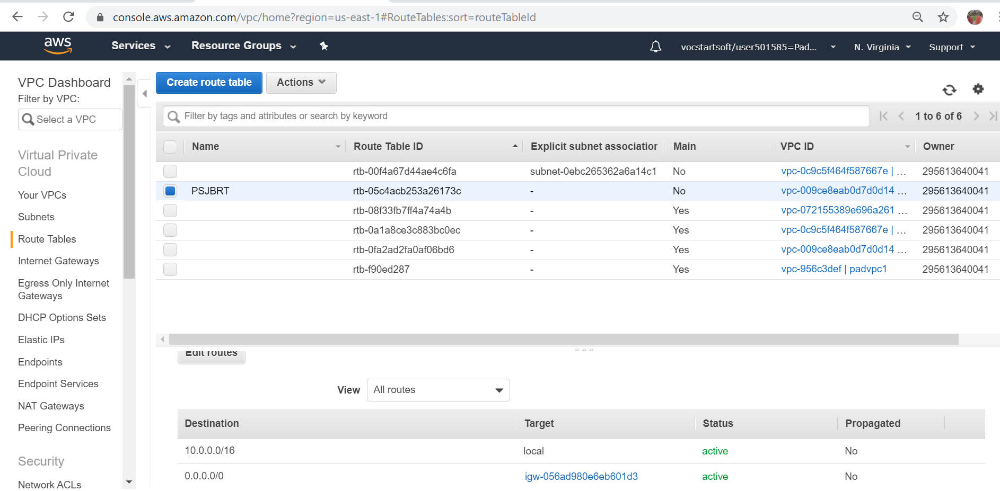 console.aws.amazon.com/vpc/home?region=us-east-1#RouteTables:sort=routeTableId
aws Services Resource Groups vocstartsoft/user501585=Pad... N. Virginia Support
VPC Dashboard
Filter by VPC:
Select a VPC
Virtual Private
Cloud
Your VPCs
Subnets
Route Tables
Internet Gateways
Egress Only Internet
Gateways
DHCP Options Sets
Elastic IPs
Endpoints
Endpoint Services
NAT Gateways
Peering Connections
Security
Network ACLs
Create route table Actions
Filter by tags and attributes or search by keyword 1 to 6 of 6
Name Route Table ID Explicit subnet association Main VPC ID Owner
rtb-00f4a67d44ae4c6fa subnet-0ebc265362a6a14c1 No vpc-0c9c5f464f587667e | ... 295613640041
PSJBRT rtb-05c4acb253a26173c - No vpc-009ce8eab0d7d0d14 ... 295613640041
rtb-08f33fb7ff4a74a4b - Yes vpc-072155389e696a261 ... 295613640041
rtb-0a1a8ce3c883bc0ec - Yes vpc-0c9c5f464f587667e | ... 295613640041
rtb-0fa2ad2fa0af06bd6 - Yes vpc-009ce8eab0d7d0d14 ... 295613640041
rtb-f90ed287 - Yes vpc-956c3def | padvpc1 295613640041
Edit routes
View All routes
Destination Target Status Propagated
10.0.0.0/16 local active No
0.0.0.0/0 igw-056ad980e6eb601d3 active No